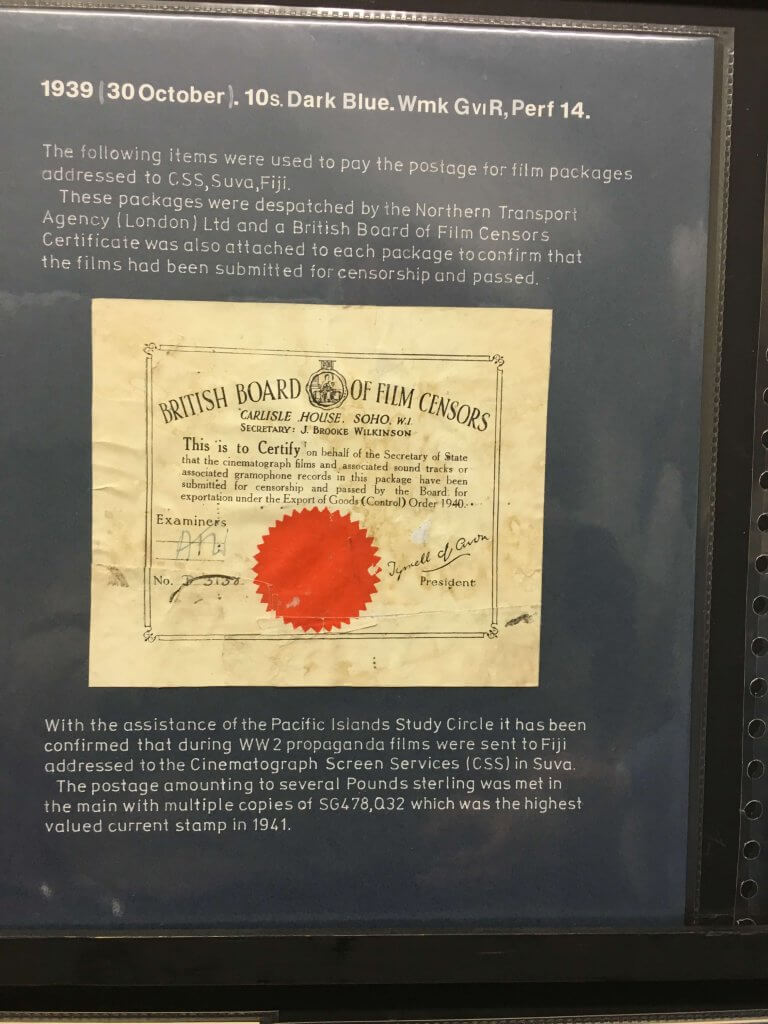 1939 (30 October). 10s. Dark Blue. Wmk GVIR, Perf 14.
The following items were used to pay the postage for film packages
addressed to CSS, Suva, Fiji.
These packages were despatched by the Northern Transport
Agency (London) Ltd and a British Board of Film Censors
Certificate was also attached to each package to confirm that
the films had been submitted for censorship and passed.
BRITISH BOARD OF FILM CENSORS
CARLISLE HOUSE, SOHO, W.1
SECRETARY: J. BROOKE WILKINSON
This is to Certify on behalf of the Secretary of State
that the cinematograph films and associated sound tracks or
associated gramophone records in this package have been
submitted for censorship and passed by the Board for
exportation under the Export of Goods (Control) Order 1940.
Examiners
Tyrrell of Avon
No.
President
With the assistance of the Pacific Islands Study Circle it has been
confirmed that during WW2 propaganda films were sent to Fiji
addressed to the Cinematograph Screen Services (CSS) in Suva.
The postage amounting to several Pounds sterling was met in
the main with multiple copies of SG478,Q32 which was the highest
valued current stamp in 1941.